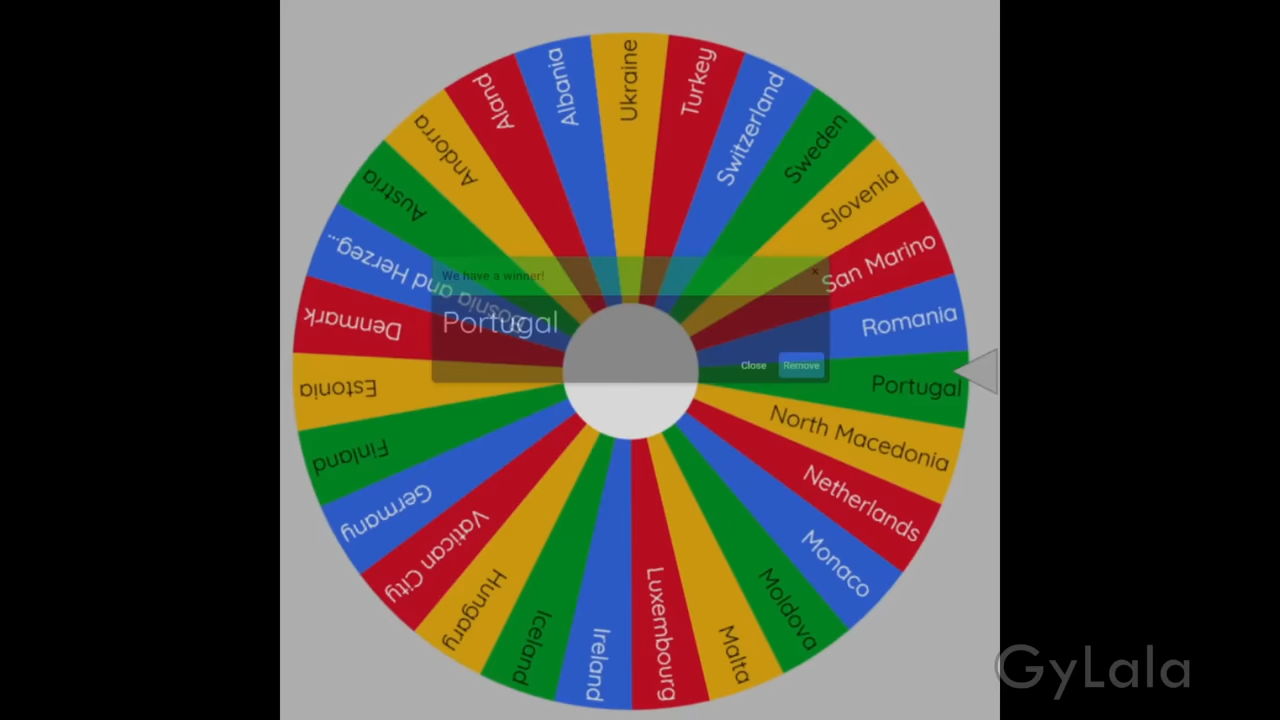 Ukraine
Turkey
Switzerland
Sweden
Slovenia
San Marino
Romania
Portugal
North Macedonia
Netherlands
Monaco
Moldova
Malta
Luxembourg
Ireland
Iceland
Hungary
Vatican City
Germany
Finland
Estonia
Denmark
Bosnia and Herzeg...
Austria
Andorra
Aland
Albania
We have a winner!
×
Portugal
Close
Remove
GyLala